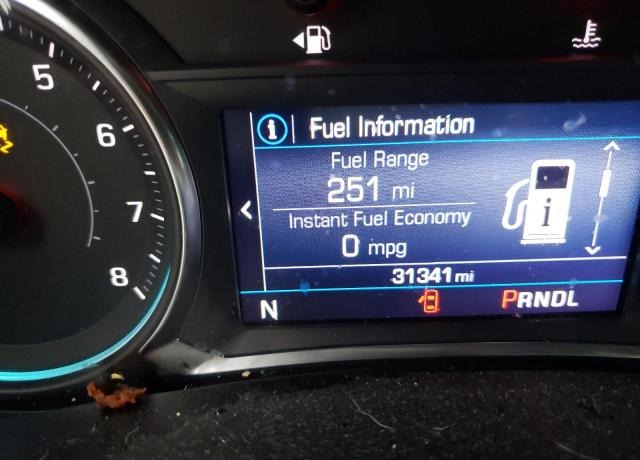 5
6
7
8
i Fuel Information
Fuel Range
251 mi
Instant Fuel Economy
0 mpg
i
31341 mi
N PRNDL